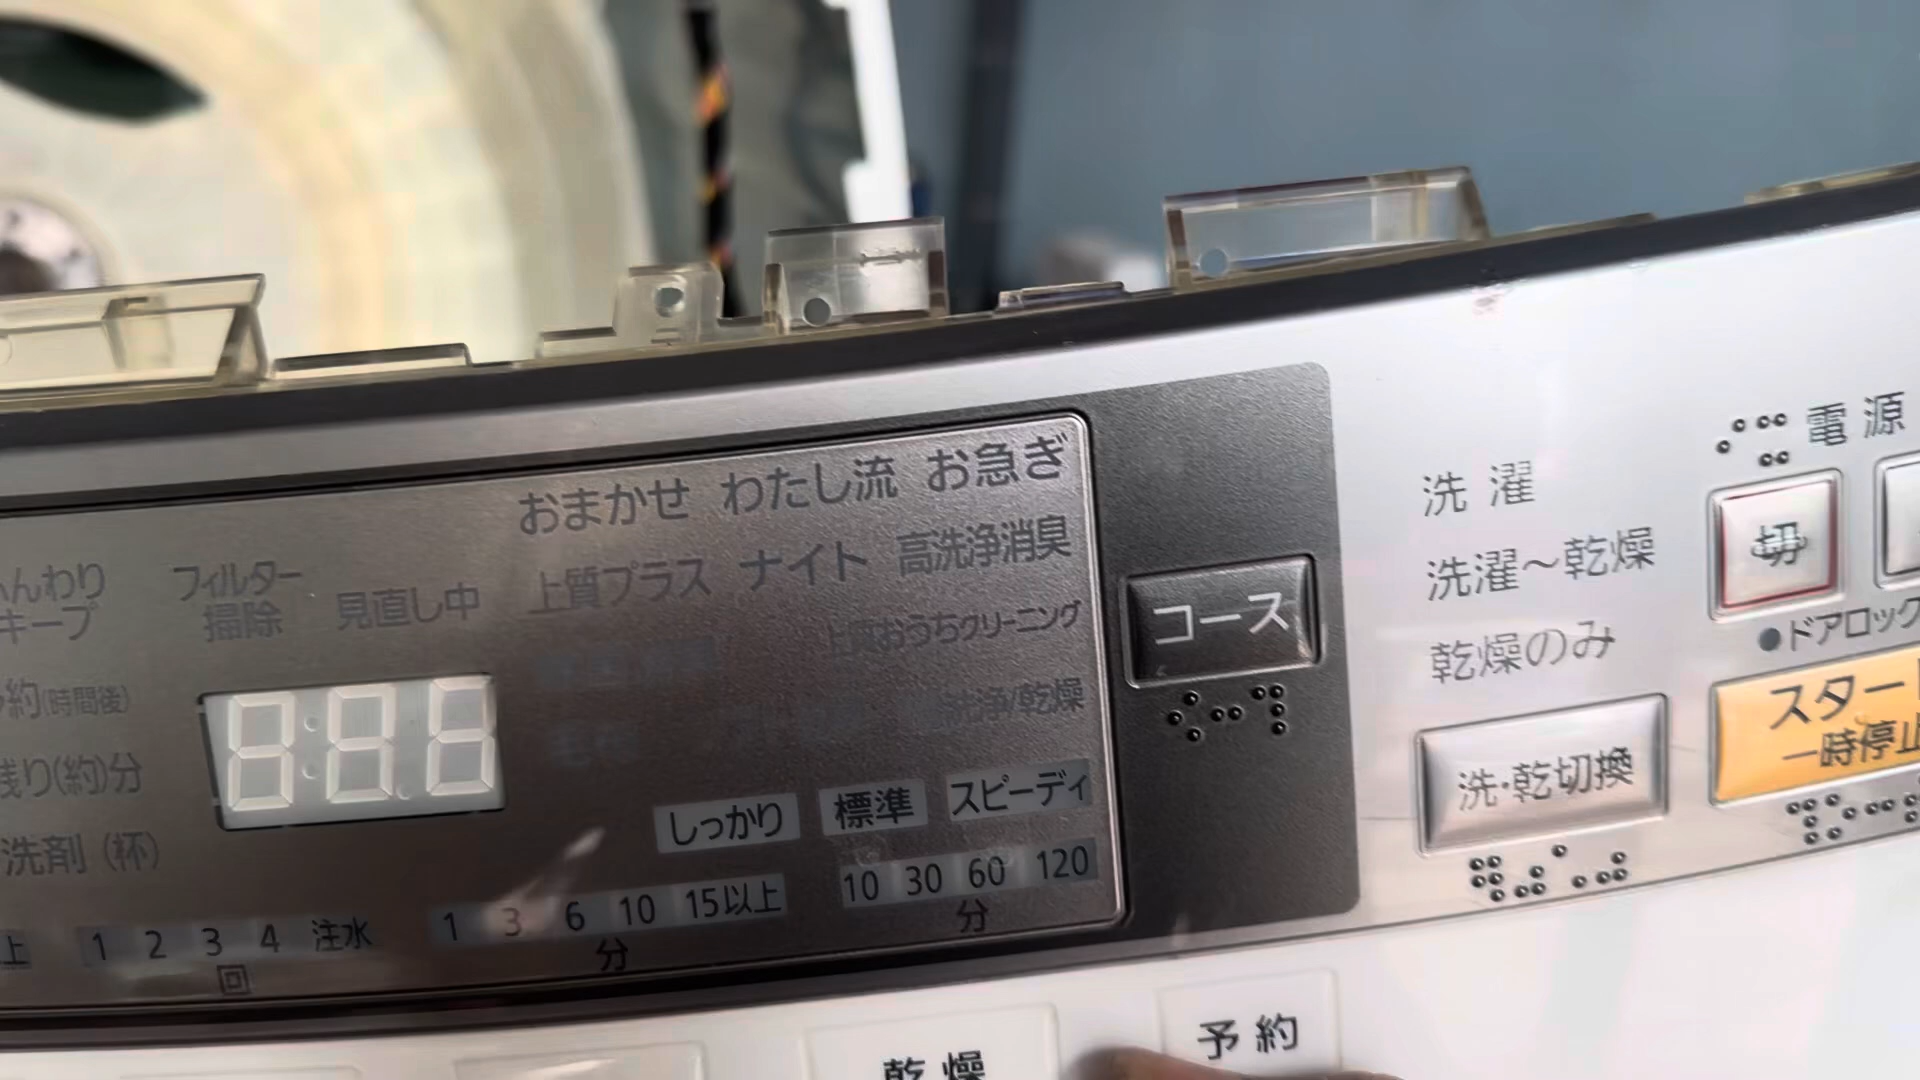 おまかせ わたし流 お急ぎ
フィルター
掃除
見直し中
上質プラス ナイト 高洗浄消臭
んわり
キープ
上質おうちクリーニング
約(時間後)
洗浄/乾燥
残り(約)分
しっかり 標準 スピーディ
洗剤(杯)
10 30 60 120
分
1 3 6 10 15以上
分
上 1 2 3 4 注水
回
コース
洗濯
洗濯～乾燥
乾燥のみ
洗・乾切換
電源
切
ドアロック
スタート
一時停止
乾燥
予約